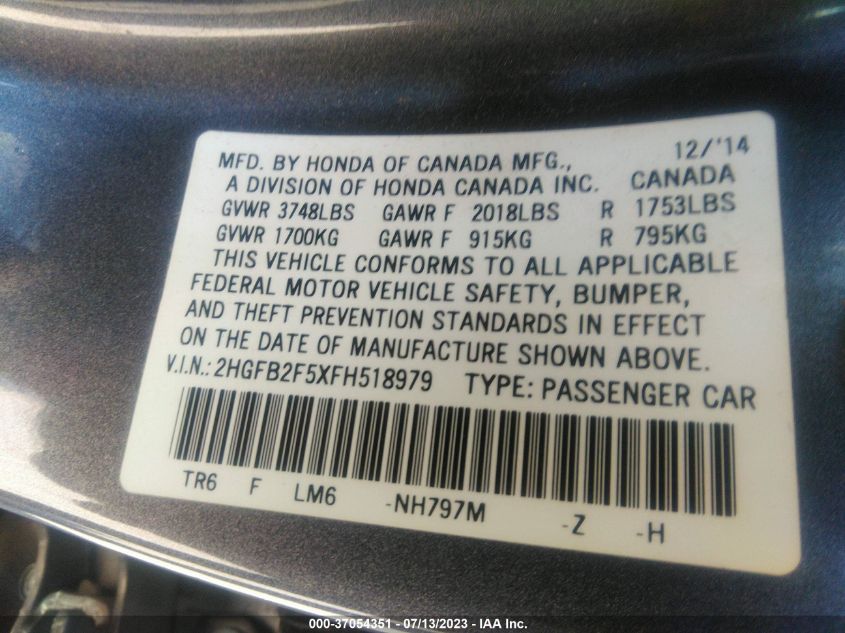 12/'14
MFD. BY HONDA OF CANADA MFG.,
A DIVISION OF HONDA CANADA INC. CANADA
GVWR 3748LBS GAWR F 2018LBS R 1753LBS
GVWR 1700KG GAWR F 915KG R 795KG
THIS VEHICLE CONFORMS TO ALL APPLICABLE
FEDERAL MOTOR VEHICLE SAFETY, BUMPER,
AND THEFT PREVENTION STANDARDS IN EFFECT
ON THE DATE OF MANUFACTURE SHOWN ABOVE.
V.I.N.: 2HGFB2F5XFH518979 TYPE: PASSENGER CAR
TR6 F LM6 -NH797M -Z -H
000-37054351 - 07/13/2023 - IAA Inc.